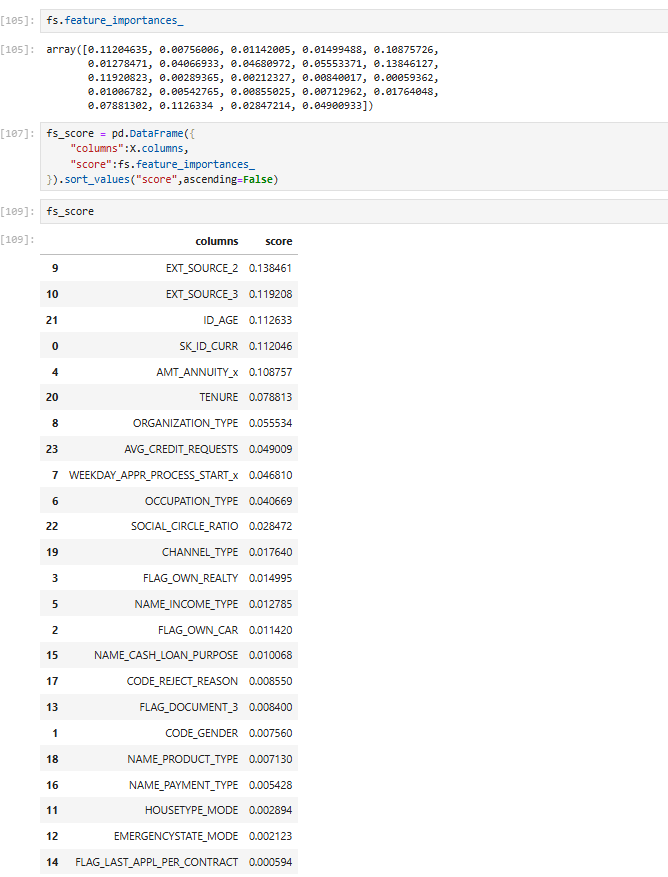 [105]: fs.feature_importances_
[105]: array([0.11204635, 0.00756006, 0.01142005, 0.01499488, 0.10875726,
0.01278471, 0.04066933, 0.04680972, 0.05553371, 0.13846127,
0.11920823, 0.00289365, 0.00212327, 0.00840017, 0.00059362,
0.01006782, 0.00542765, 0.00855025, 0.00712962, 0.01764048,
0.07881302, 0.1126334 , 0.02847214, 0.04900933])
[107]: fs_score = pd.DataFrame({
"columns":X.columns,
"score":fs.feature_importances_
}).sort_values("score",ascending=False)
[109]: fs_score
[109]: columns score
9 EXT_SOURCE_2 0.138461
10 EXT_SOURCE_3 0.119208
21 ID_AGE 0.112633
0 SK_ID_CURR 0.112046
4 AMT_ANNUITY_x 0.108757
20 TENURE 0.078813
8 ORGANIZATION_TYPE 0.055534
23 AVG_CREDIT_REQUESTS 0.049009
7 WEEKDAY_APPR_PROCESS_START_x 0.046810
6 OCCUPATION_TYPE 0.040669
22 SOCIAL_CIRCLE_RATIO 0.028472
19 CHANNEL_TYPE 0.017640
3 FLAG_OWN_REALTY 0.014995
5 NAME_INCOME_TYPE 0.012785
2 FLAG_OWN_CAR 0.011420
15 NAME_CASH_LOAN_PURPOSE 0.010068
17 CODE_REJECT_REASON 0.008550
13 FLAG_DOCUMENT_3 0.008400
1 CODE_GENDER 0.007560
18 NAME_PRODUCT_TYPE 0.007130
16 NAME_PAYMENT_TYPE 0.005428
11 HOUSETYPE_MODE 0.002894
12 EMERGENCYSTATE_MODE 0.002123
14 FLAG_LAST_APPL_PER_CONTRACT 0.000594